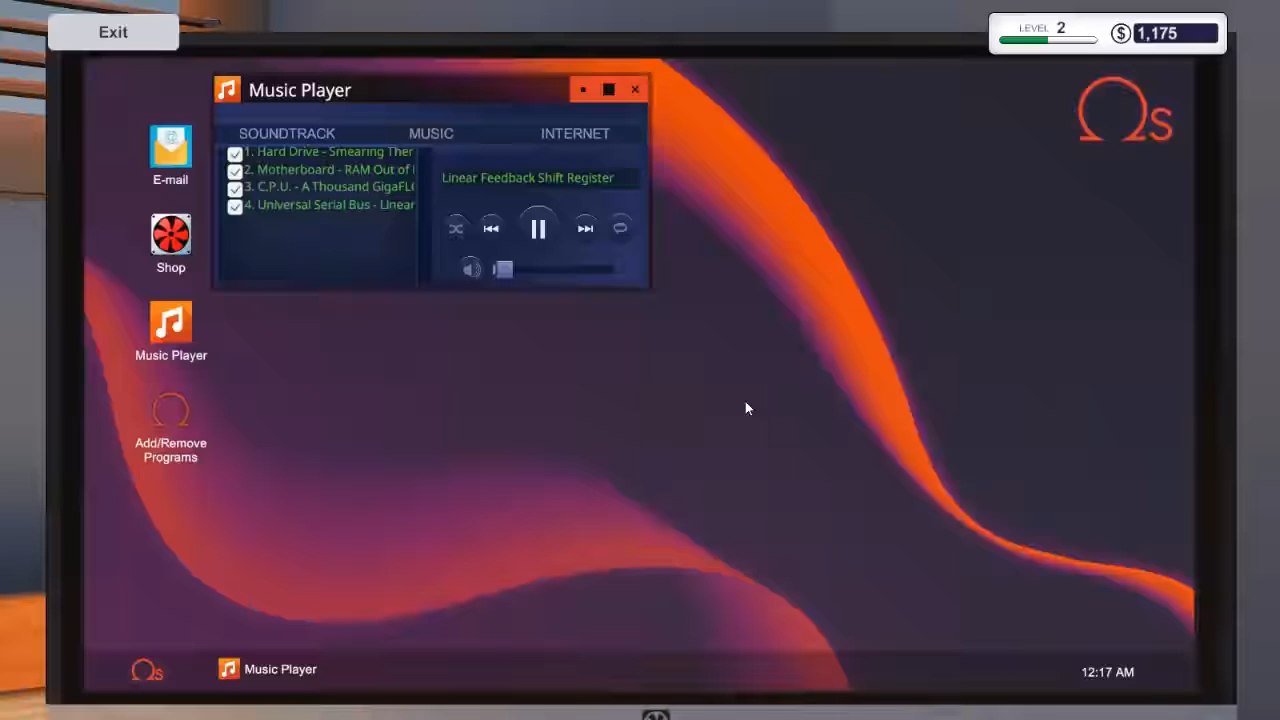 Exit
LEVEL 2
$ 1,175
Music Player
SOUNDTRACK MUSIC INTERNET
1. Hard Drive - Smearing Ther
2. Motherboard - RAM Out of
3. C.P.U. - A Thousand GigaFL
4. Universal Serial Bus - Linear
Linear Feedback Shift Register
E-mail
Shop
Music Player
Add/Remove
Programs
Ωs
Ωs
Music Player
12:17 AM